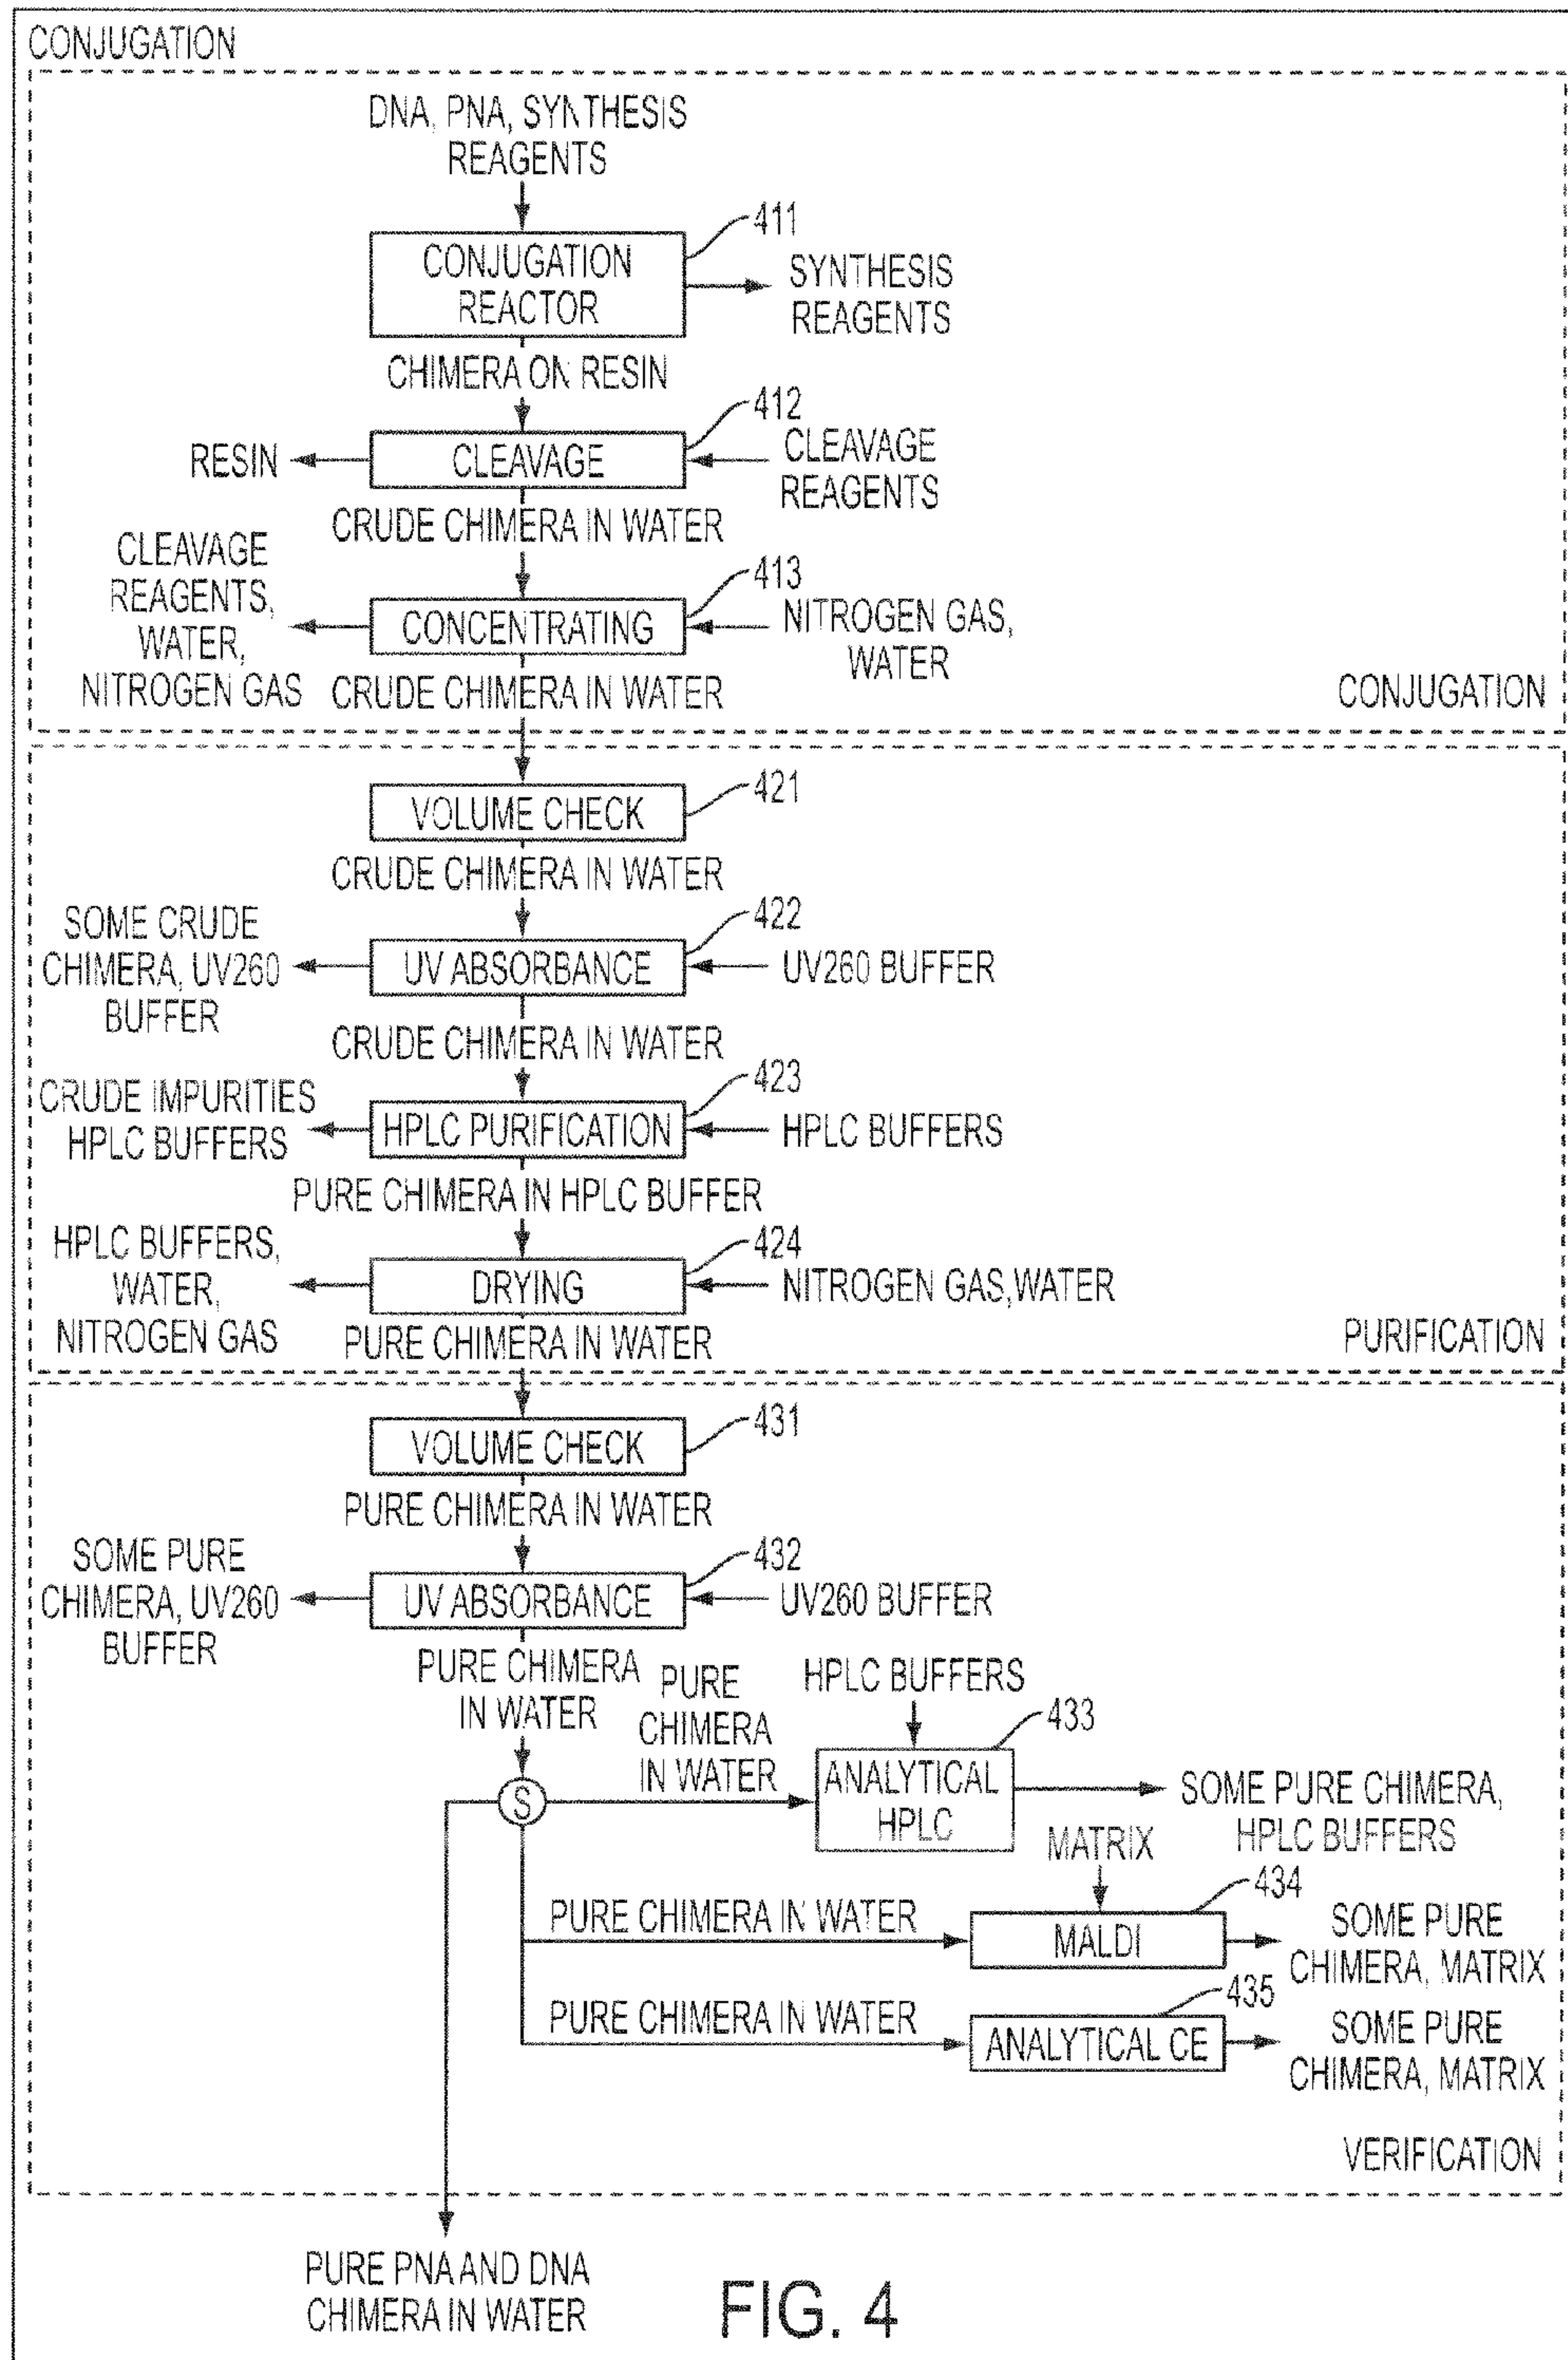 CONJUGATION
DNA, PNA, SYNTHESIS
REAGENTS
411
CONJUGATION
REACTOR
SYNTHESIS
REAGENTS
CHIMERA ON RESIN
412
RESIN
CLEAVAGE
CLEAVAGE
REAGENTS
CRUDE CHIMERA IN WATER
CLEAVAGE
REAGENTS,
WATER,
NITROGEN GAS
413
CONCENTRATING
NITROGEN GAS,
WATER
CRUDE CHIMERA IN WATER
CONJUGATION
421
VOLUME CHECK
CRUDE CHIMERA IN WATER
422
SOME CRUDE
CHIMERA, UV260
BUFFER
UV ABSORBANCE
UV260 BUFFER
CRUDE CHIMERA IN WATER
423
CRUDE IMPURITIES
HPLC BUFFERS
HPLC PURIFICATION
HPLC BUFFERS
PURE CHIMERA IN HPLC BUFFER
424
HPLC BUFFERS,
WATER,
NITROGEN GAS
DRYING
NITROGEN GAS,WATER
PURE CHIMERA IN WATER
PURIFICATION
431
VOLUME CHECK
PURE CHIMERA IN WATER
432
SOME PURE
CHIMERA, UV260
BUFFER
UV ABSORBANCE
UV260 BUFFER
PURE CHIMERA
IN WATER
PURE
CHIMERA
IN WATER
HPLC BUFFERS
433
S
ANALYTICAL
HPLC
SOME PURE CHIMERA,
HPLC BUFFERS
MATRIX
434
PURE CHIMERA IN WATER
MALDI
SOME PURE
CHIMERA, MATRIX
435
PURE CHIMERA IN WATER
ANALYTICAL CE
SOME PURE
CHIMERA, MATRIX
VERIFICATION
PURE PNA AND DNA
CHIMERA IN WATER
FIG. 4